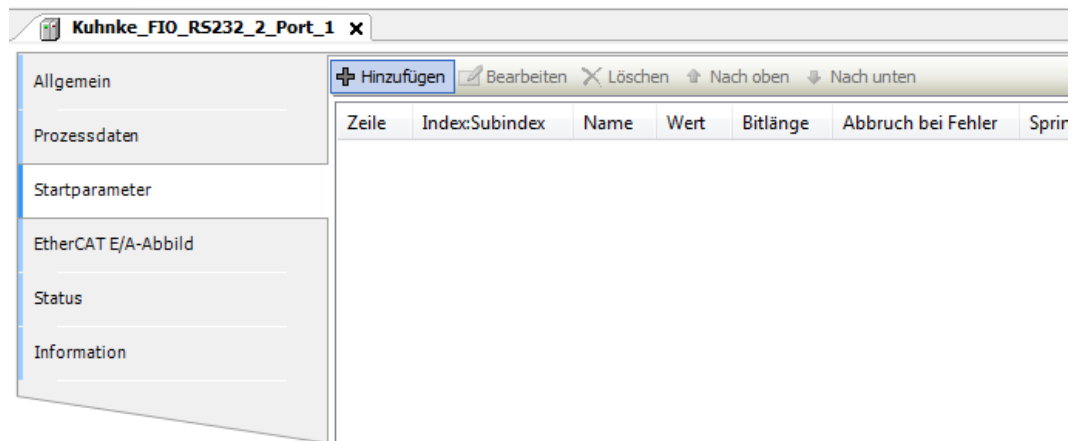 Kuhnke_FIO_RS232_2_Port_1
Allgemein
Prozessdaten
Startparameter
EtherCAT E/A-Abbild
Status
Information
Hinzufügen Bearbeiten Löschen Nach oben Nach unten
Zeile Index:Subindex Name Wert Bitlänge Abbruch bei Fehler